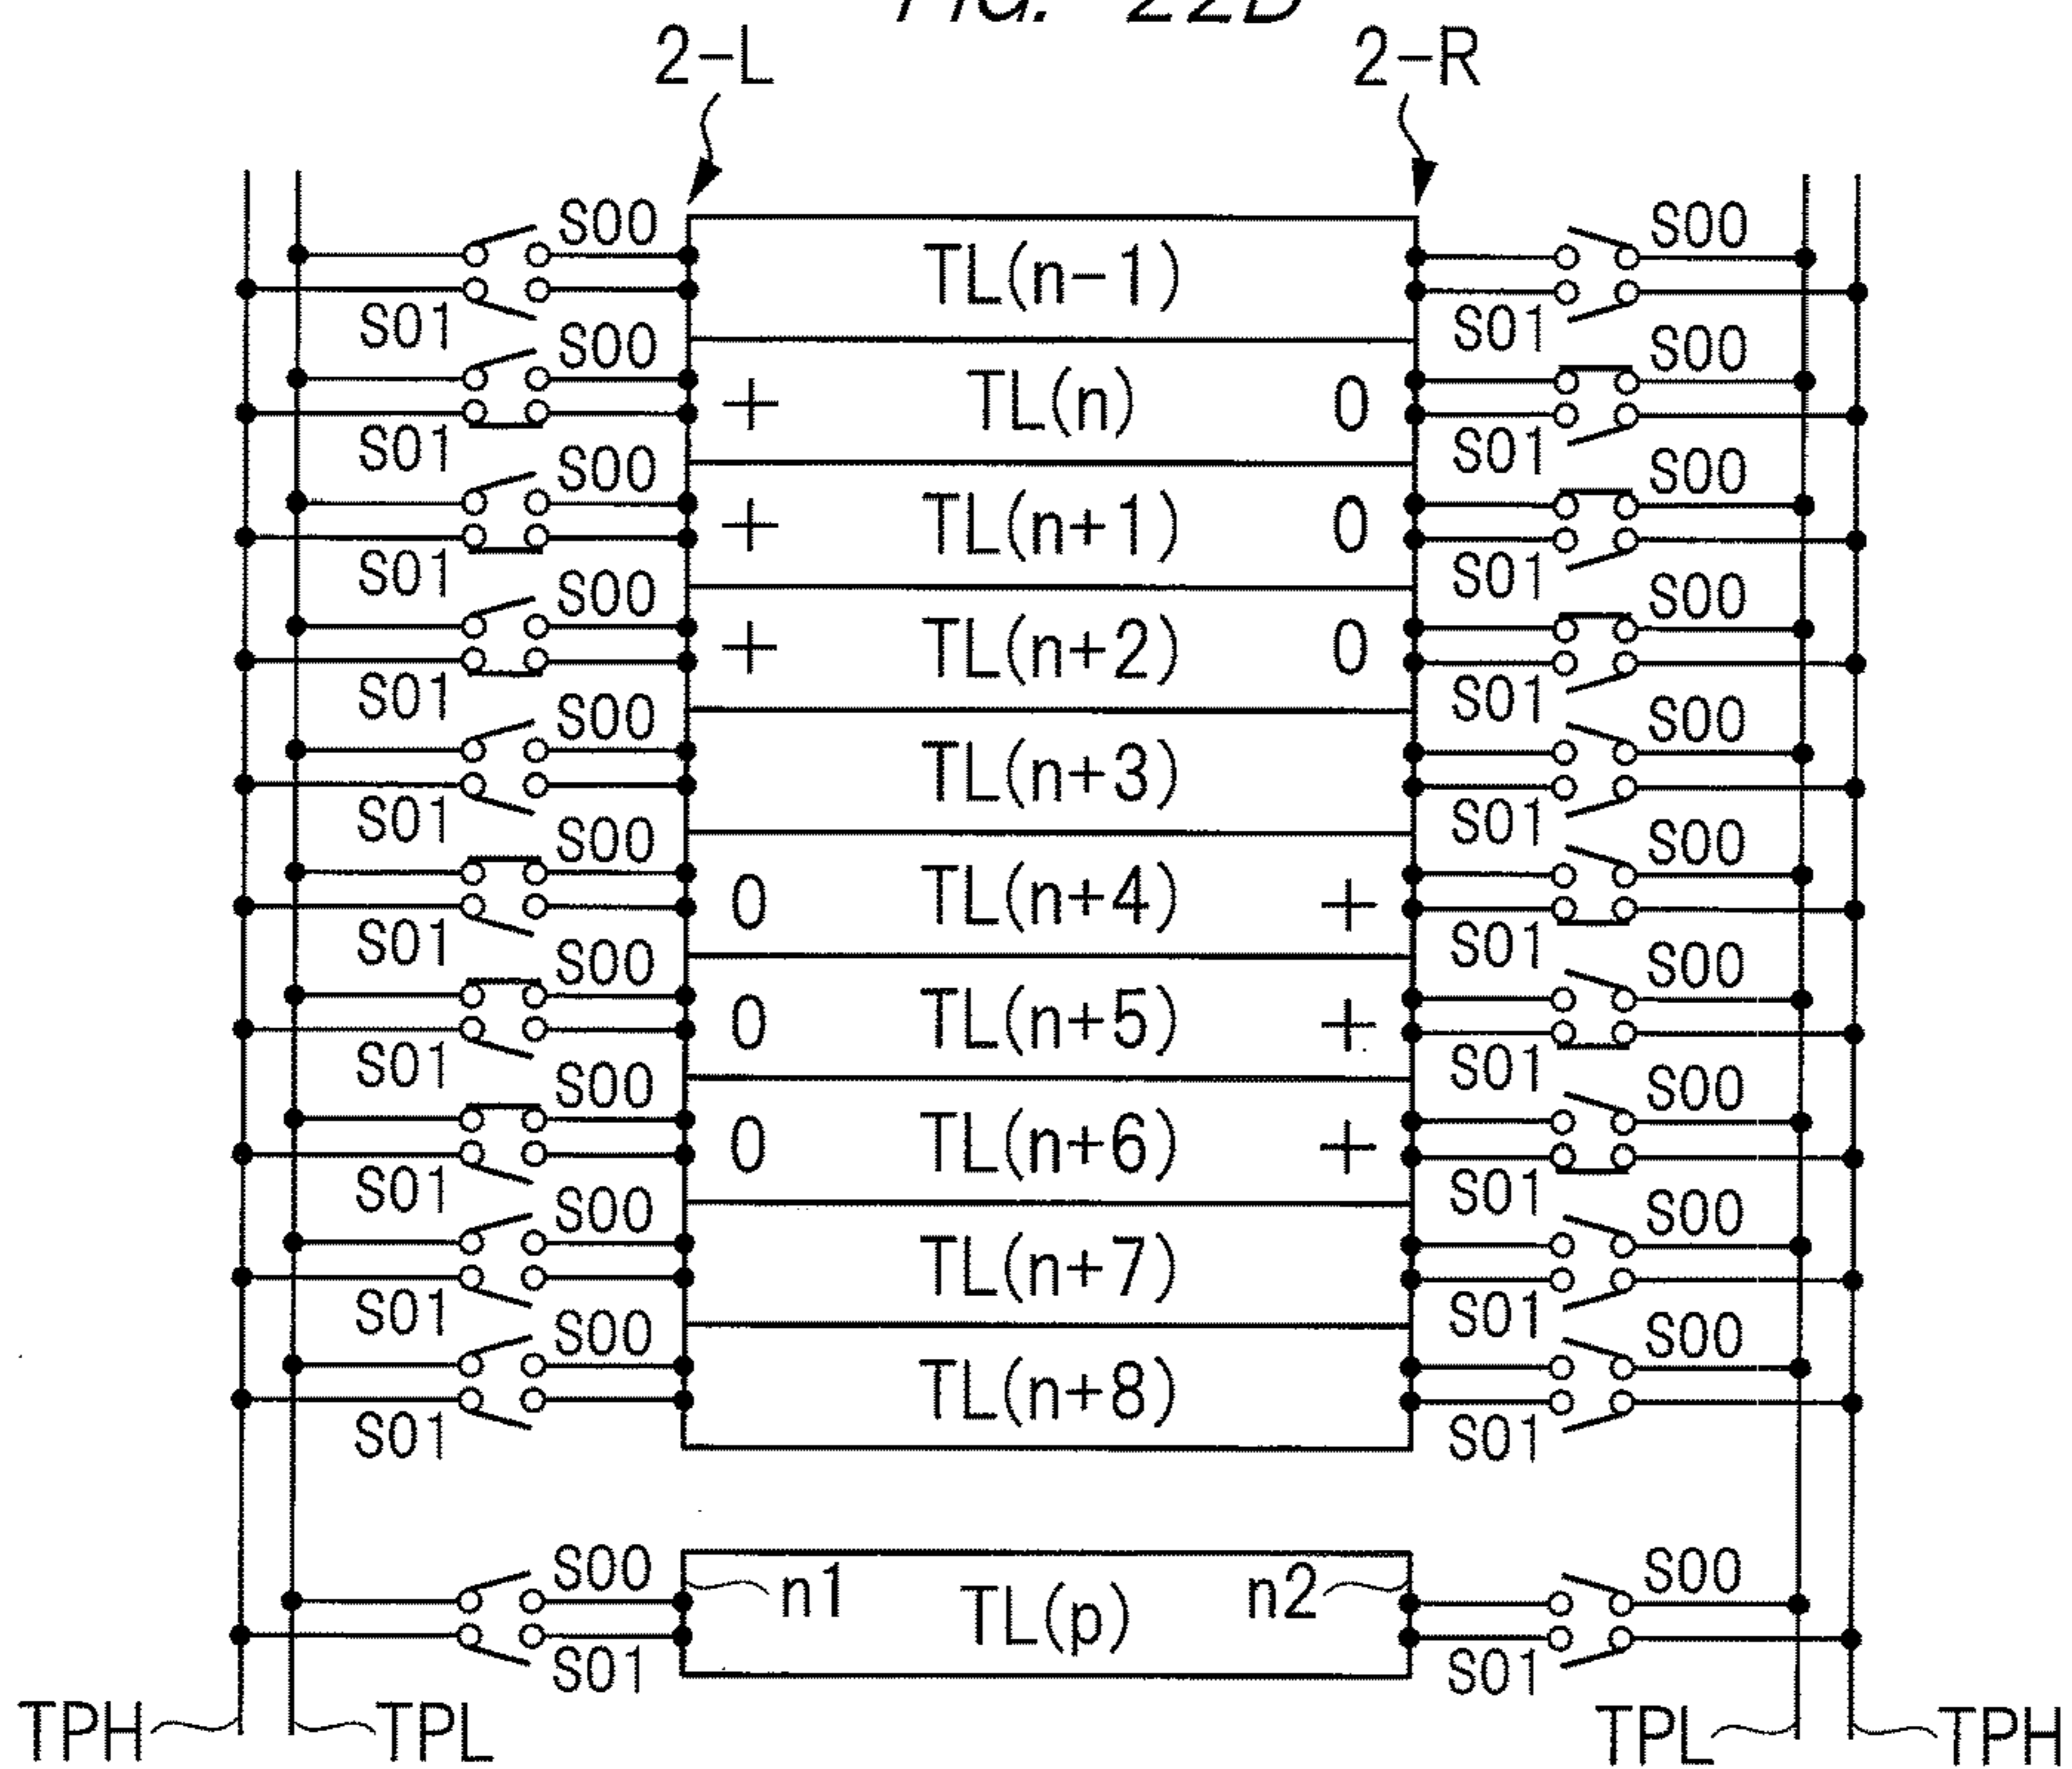 FIG. 22B
2-L 2-R
S00 TL(n-1) S00
S01 S01
S00 + TL(n) 0 S00
S01 S01
S00 + TL(n+1) 0 S00
S01 S01
S00 + TL(n+2) 0 S00
S01 S01
S00 TL(n+3) S00
S01 S01
S00 0 TL(n+4) + S00
S01 S01
S00 0 TL(n+5) + S00
S01 S01
S00 0 TL(n+6) + S00
S01 S01
S00 TL(n+7) S00
S01 S01
S00 TL(n+8) S00
S01 S01
S00 n1 TL(p) n2 S00
S01 S01
TPH TPL TPL TPH